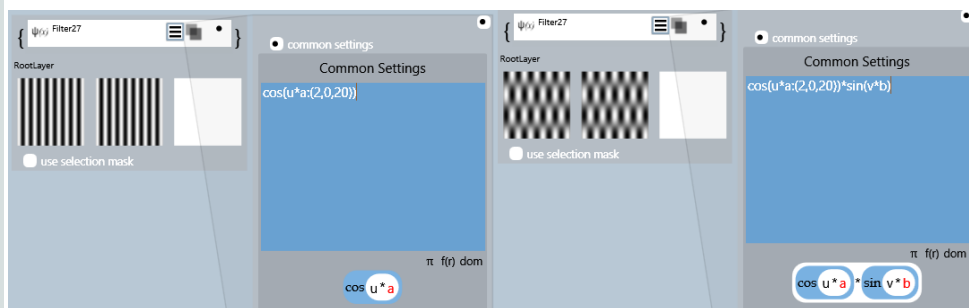 { ψ(x) Filter27 }
RootLayer
use selection mask
common settings
Common Settings
cos(u*a:(2,0,20))
π f(r) dom
cos u*a
{ ψ(x) Filter27 }
RootLayer
use selection mask
common settings
Common Settings
cos(u*a:(2,0,20))*sin(v*b)
π f(r) dom
cos u*a * sin v*b